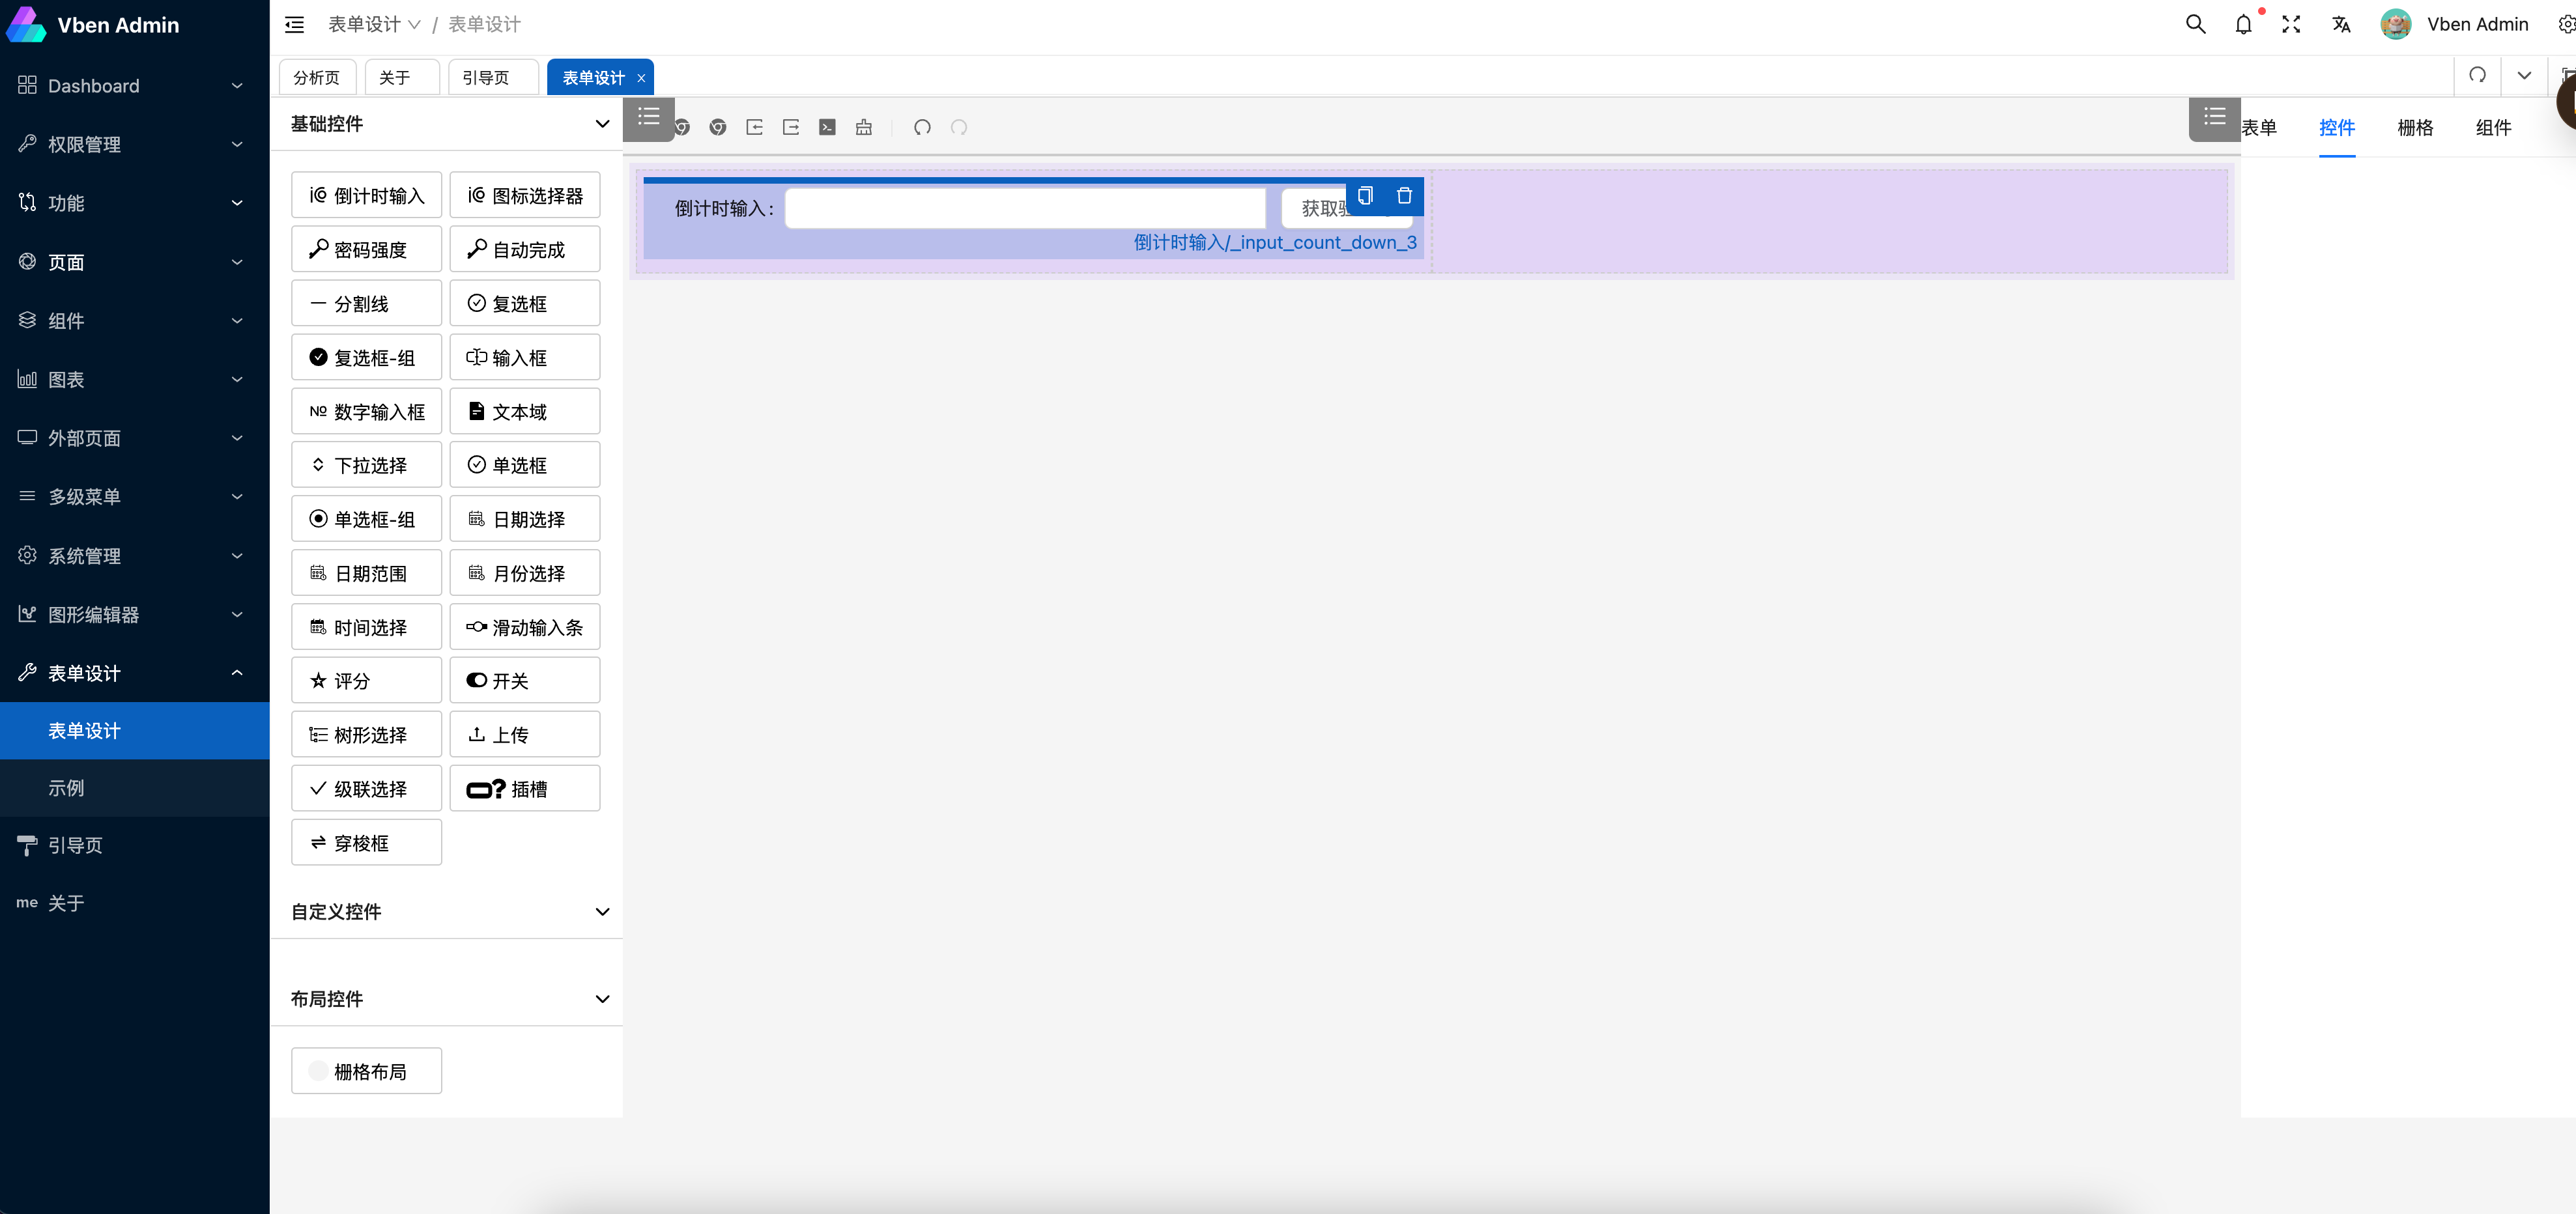 Vben Admin
Dashboard
权限管理
功能
页面
组件
图表
外部页面
多级菜单
系统管理
图形编辑器
表单设计
表单设计
示例
引导页
me 关于
表单设计 / 表单设计
Vben Admin
分析页 关于 引导页 表单设计 ×
基础控件
倒计时输入 图标选择器
密码强度 自动完成
分割线 复选框
复选框-组 输入框
数字输入框 文本域
下拉选择 单选框
单选框-组 日期选择
日期范围 月份选择
时间选择 滑动输入条
评分 开关
树形选择 上传
级联选择 插槽
穿梭框
自定义控件
布局控件
栅格布局
倒计时输入: 获取
倒计时输入/_input_count_down_3
表单 控件 栅格 组件